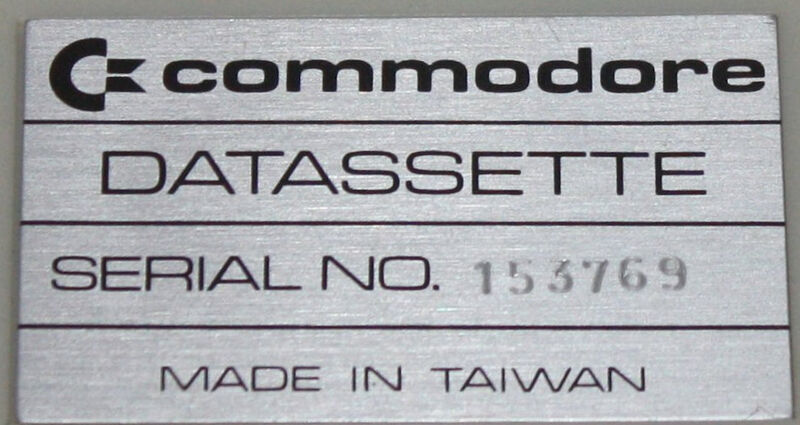 commodore
DATASSETTE
SERIAL NO. 153769
MADE IN TAIWAN